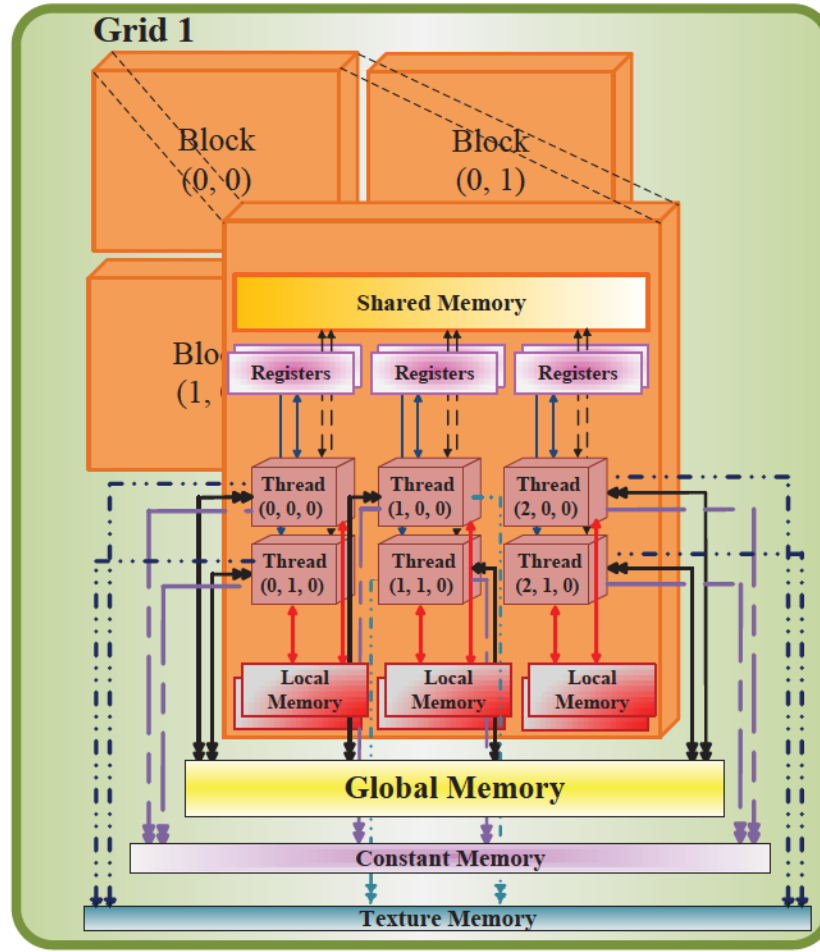 Grid 1
Block
(0, 0)
Block
(0, 1)
Shared Memory
Registers
Registers
Registers
Thread
(0, 0, 0)
Thread
(1, 0, 0)
Thread
(2, 0, 0)
Thread
(0, 1, 0)
Thread
(1, 1, 0)
Thread
(2, 1, 0)
Local
Memory
Local
Memory
Local
Memory
Global Memory
Constant Memory
Texture Memory